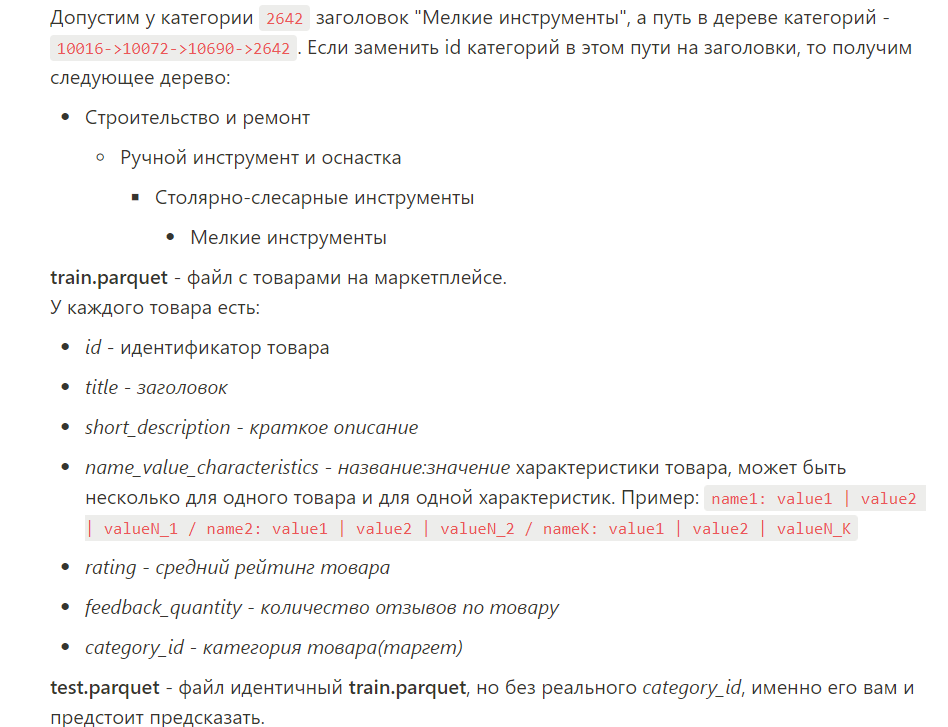 Допустим у категории 2642 заголовок "Мелкие инструменты", а путь в дереве категорий -
10016->10072->10690->2642. Если заменить id категорий в этом пути на заголовки, то получим
следующее дерево:
• Строительство и ремонт
○ Ручной инструмент и оснастка
▪ Столярно-слесарные инструменты
• Мелкие инструменты
train.parquet - файл с товарами на маркетплейсе.
У каждого товара есть:
• id - идентификатор товара
• title - заголовок
• short_description - краткое описание
• name_value_characteristics - название:значение характеристики товара, может быть
несколько для одного товара и для одной характеристик. Пример: name1: value1 | value2
| valueN_1 / name2: value1 | value2 | valueN_2 / nameK: value1 | value2 | valueN_K
• rating - средний рейтинг товара
• feedback_quantity - количество отзывов по товару
• category_id - категория товара(таргет)
test.parquet - файл идентичный train.parquet, но без реального category_id, именно его вам и
предстоит предсказать.